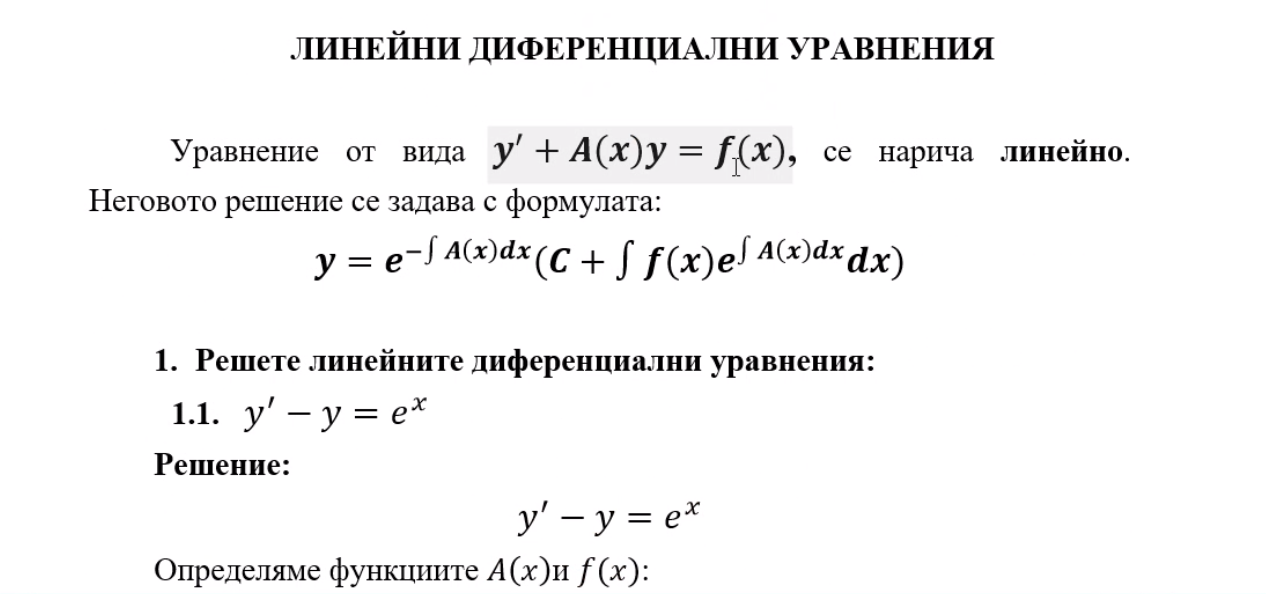 ЛИНЕЙНИ ДИФЕРЕНЦИАЛНИ УРАВНЕНИЯ
Уравнение от вида y′ + A(x)y = f(x), се нарича линейно.
Неговото решение се задава с формулата:
y = e^{−∫ A(x)dx}(C + ∫ f(x)e^{∫ A(x)dx}dx)
1. Решете линейните диференциални уравнения:
1.1. y′ − y = e^x
Решение:
y′ − y = e^x
Определяме функциите A(x)и f(x):